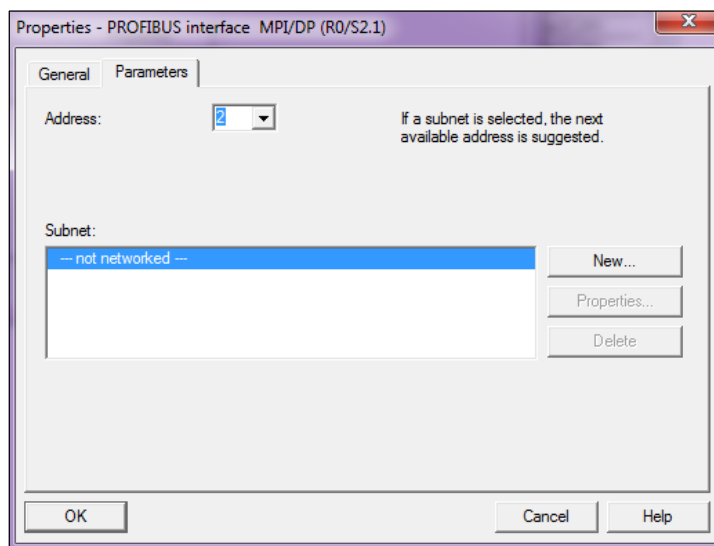 Properties - PROFIBUS interface MPI/DP (R0/S2.1)
General Parameters
Address: 2 If a subnet is selected, the next
available address is suggested.
Subnet:
--- not networked ---
New...
Properties...
Delete
OK Cancel Help